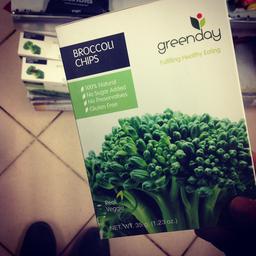 BROCCOLI
CHIPS
greenday
Fulfilling Healthy Eating
100% Natural
No Sugar Added
No Preservatives
Gluten Free
Real
Veggie
NET WT. 35 g. (1.23 oz.)